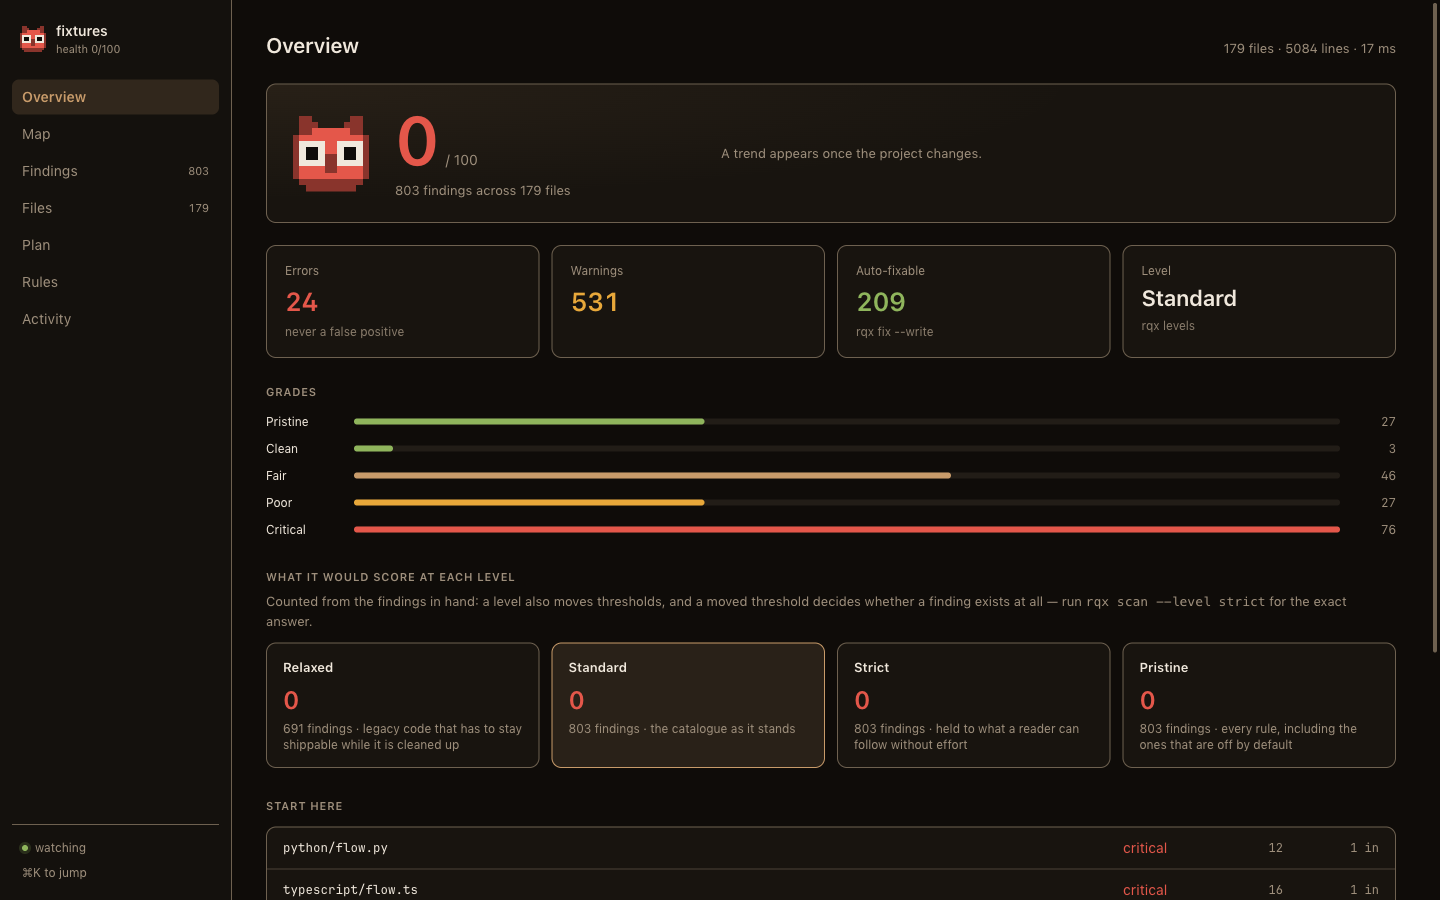 fixtures
health 0/100
Overview
Map
Findings 803
Files 179
Plan
Rules
Activity
watching
⌘K to jump
Overview
179 files · 5084 lines · 17 ms
0 / 100
803 findings across 179 files
A trend appears once the project changes.
Errors
24
never a false positive
Warnings
531
Auto-fixable
209
rqx fix --write
Level
Standard
rqx levels
GRADES
Pristine 27
Clean 3
Fair 46
Poor 27
Critical 76
WHAT IT WOULD SCORE AT EACH LEVEL
Counted from the findings in hand: a level also moves thresholds, and a moved threshold decides whether a finding exists at all — run rqx scan --level strict for the exact
answer.
Relaxed
0
691 findings · legacy code that has to stay
shippable while it is cleaned up
Standard
0
803 findings · the catalogue as it stands
Strict
0
803 findings · held to what a reader can
follow without effort
Pristine
0
803 findings · every rule, including the
ones that are off by default
START HERE
python/flow.py critical 12 1 in
typescript/flow.ts critical 16 1 in